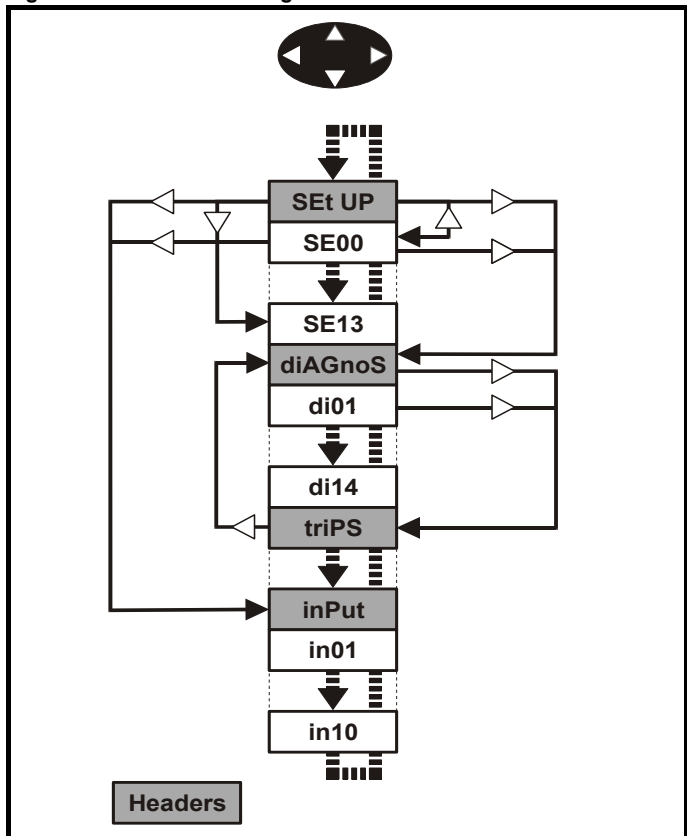 SEt UP
SE00
SE13
diAGnoS
di01
di14
triPS
inPut
in01
in10
Headers